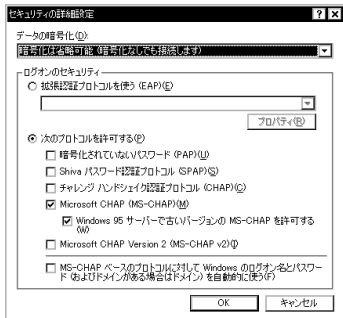 セキュリティの詳細設定
データの暗号化(D):
暗号化は省略可能 (暗号化なしでも接続します)
ログオンのセキュリティ
拡張認証プロトコルを使う (EAP)(E)
プロパティ(R)
次のプロトコルを許可する(P)
暗号化されていないパスワード (PAP)(U)
Shiva パスワード認証プロトコル (SPAP)(S)
チャレンジ ハンドシェイク認証プロトコル (CHAP)(C)
Microsoft CHAP (MS-CHAP)(M)
Windows 95 サーバーで古いバージョンの MS-CHAP を許可する
(W)
Microsoft CHAP Version 2 (MS-CHAP v2)(I)
MS-CHAP ベースのプロトコルに対して Windows のログオン名とパスワー
ド (およびドメインがある場合はドメイン) を自動的に使う(F)
OK
キャンセル